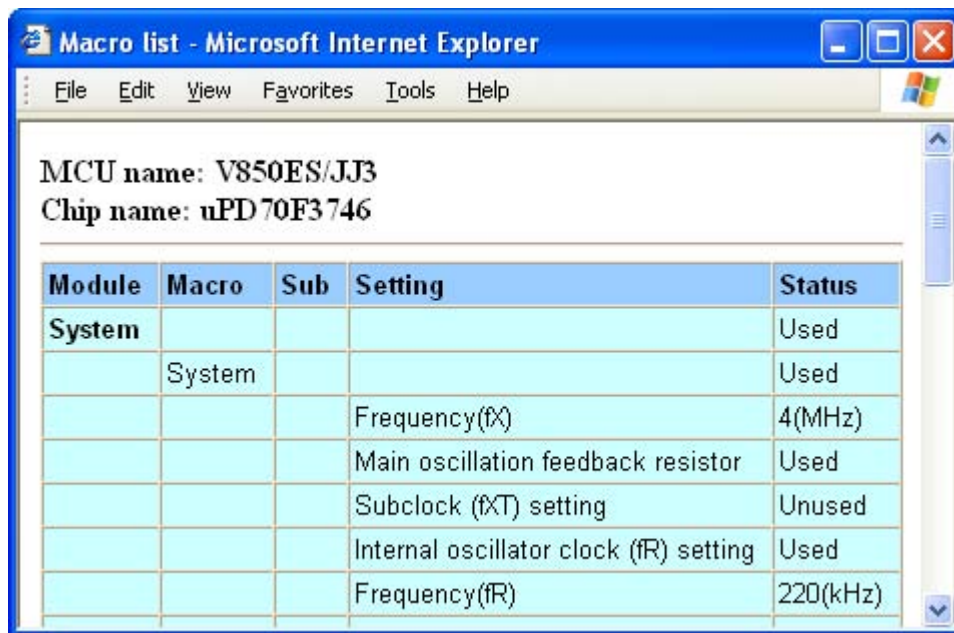 Macro list - Microsoft Internet Explorer
File Edit View Favorites Tools Help
MCU name: V850ES/JJ3
Chip name: uPD70F3746
Module Macro Sub Setting Status
System Used
System Used
Frequency(fX) 4(MHz)
Main oscillation feedback resistor Used
Subclock (fXT) setting Unused
Internal oscillator clock (fR) setting Used
Frequency(fR) 220(kHz)